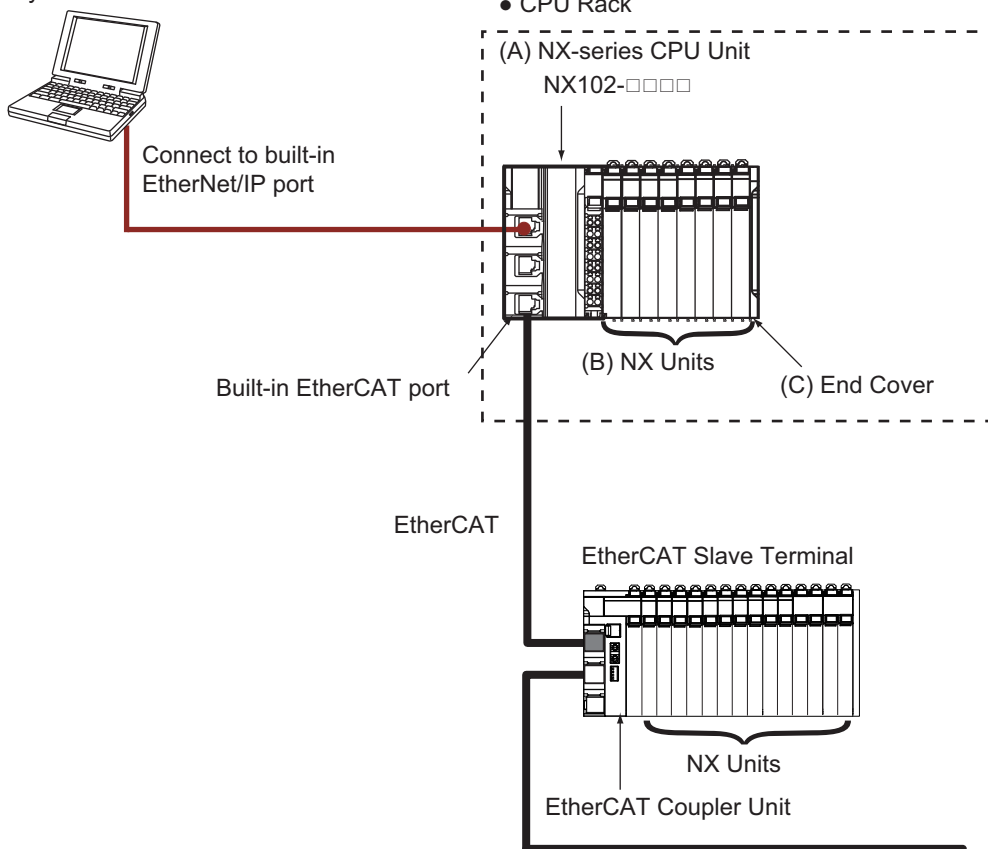 ● CPU Rack
(A) NX-series CPU Unit
NX102-□□□□
Connect to built-in
EtherNet/IP port
(B) NX Units
(C) End Cover
Built-in EtherCAT port
EtherCAT
EtherCAT Slave Terminal
NX Units
EtherCAT Coupler Unit